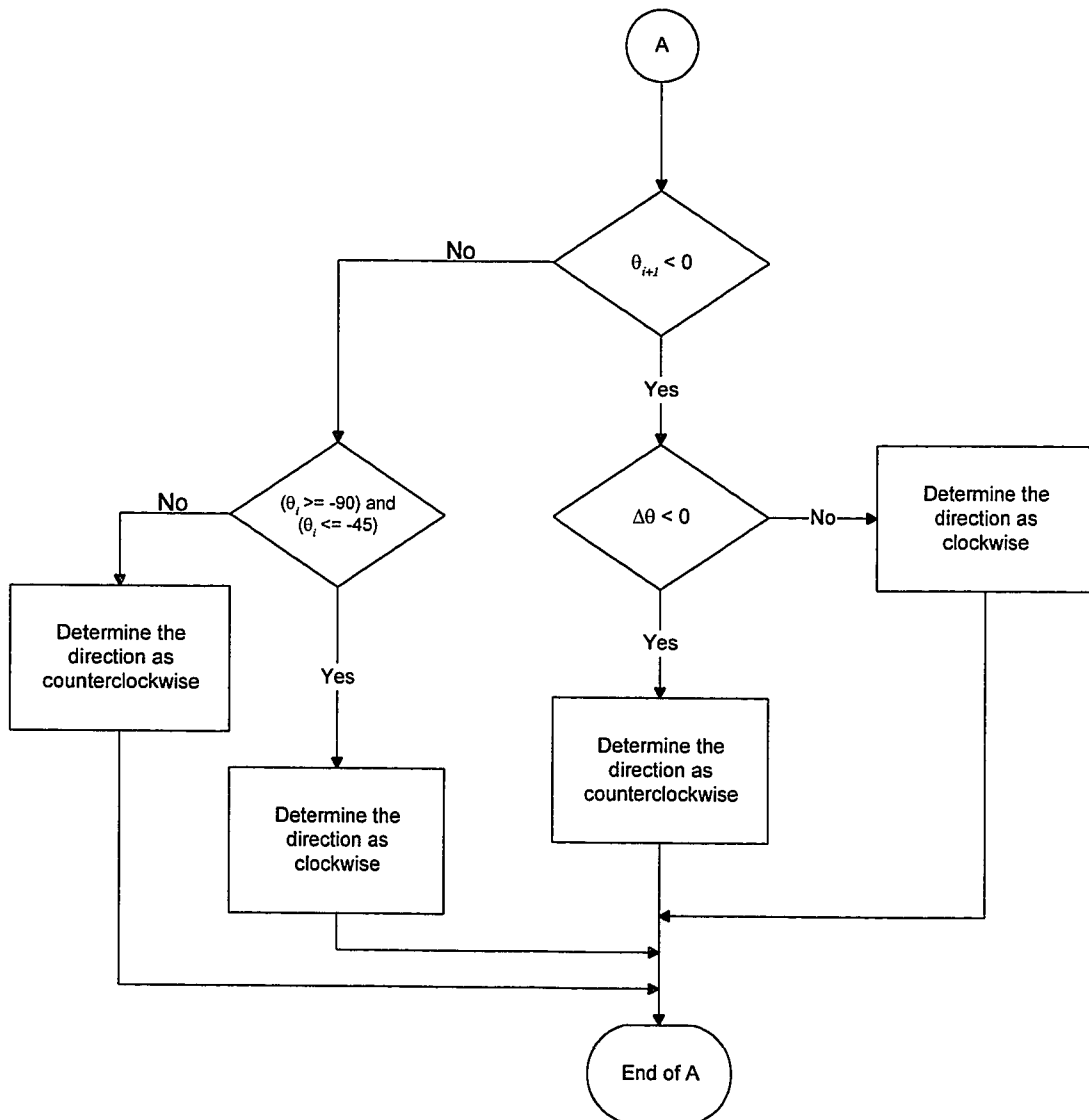 A
No
θi+1 < 0
Yes
No
(θi >= -90) and
(θi <= -45)
Δθ < 0
No
Determine the
direction as
clockwise
Determine the
direction as
counterclockwise
Yes
Yes
Determine the
direction as
counterclockwise
Determine the
direction as
clockwise
End of A